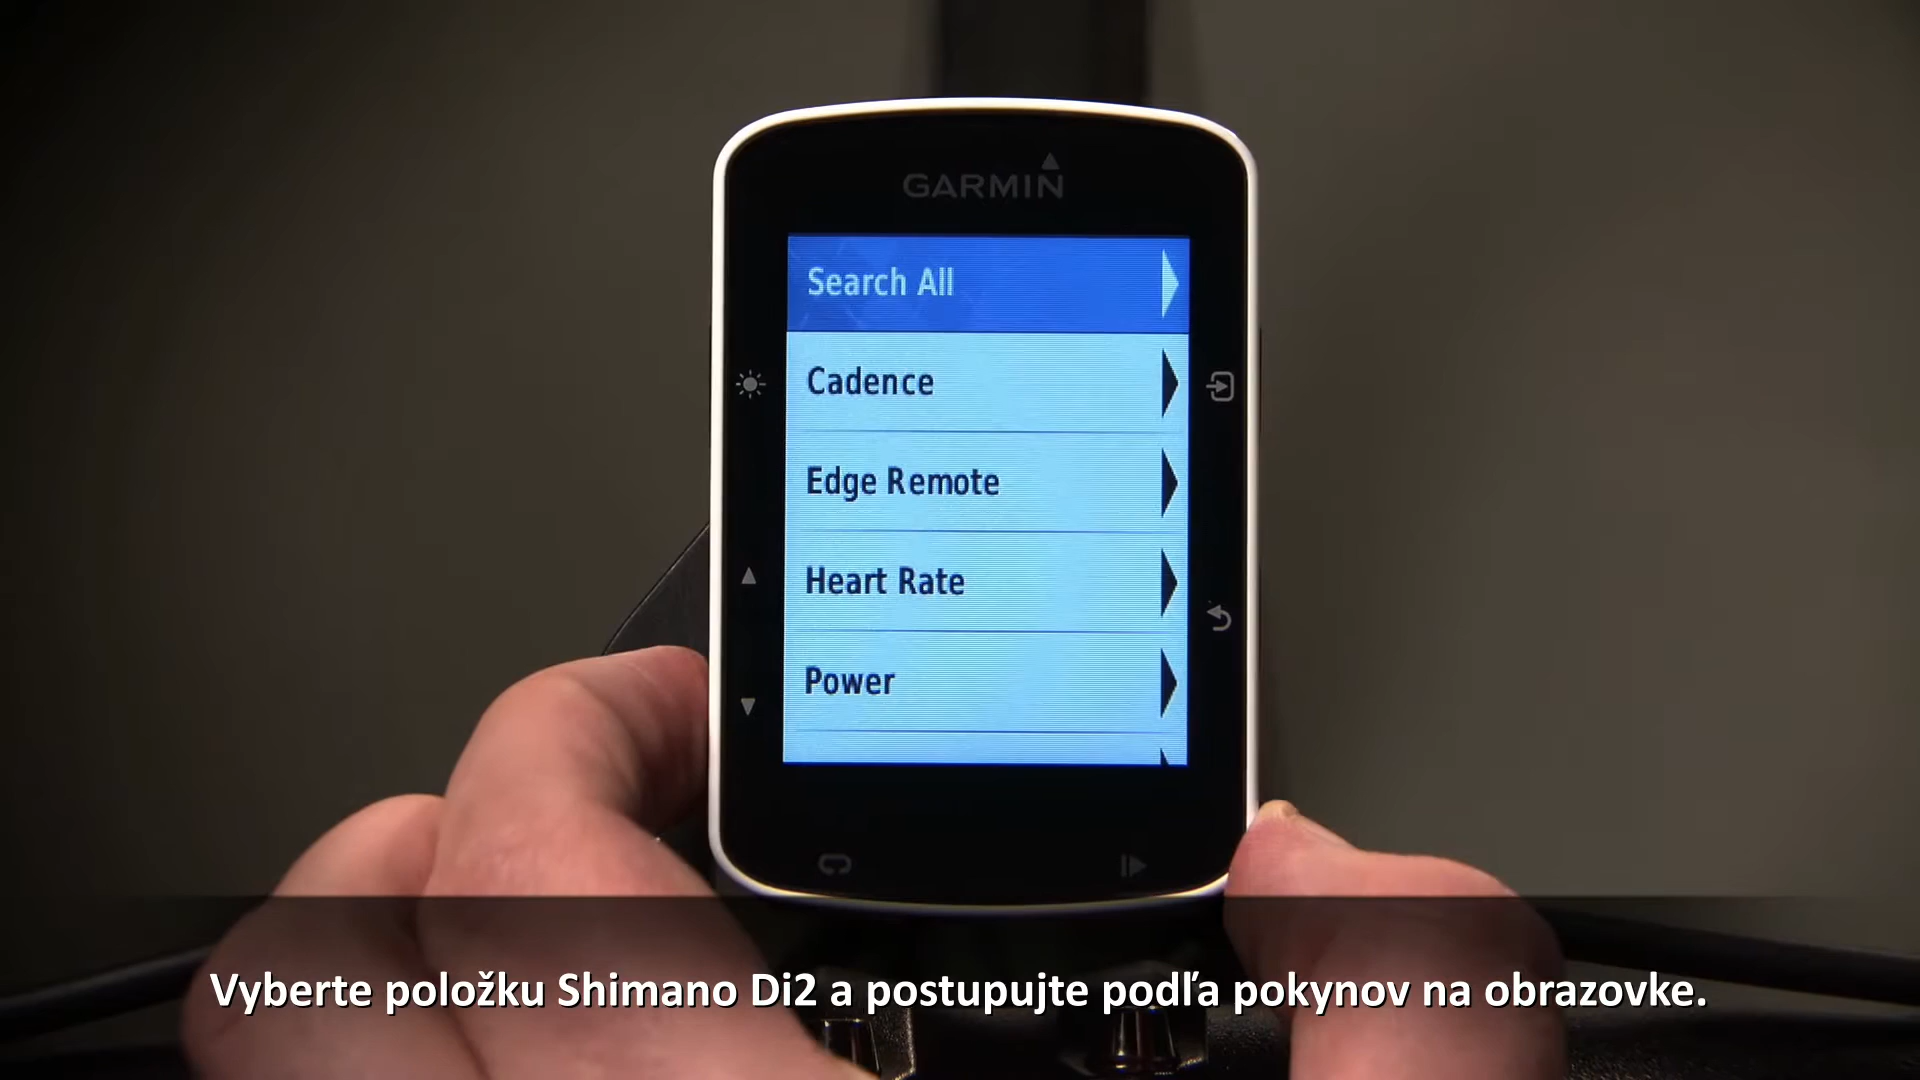 GARMIN
Search All
Cadence
Edge Remote
Heart Rate
Power
Vyberte položku Shimano Di2 a postupujte podľa pokynov na obrazovke.